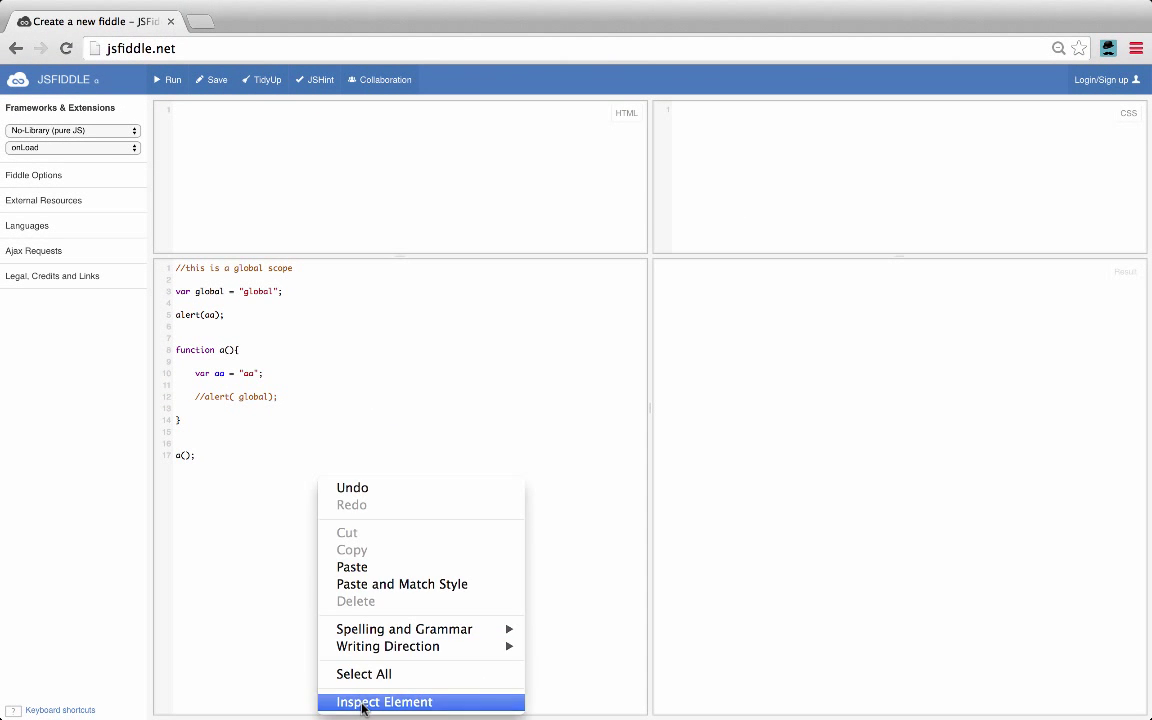 Create a new fiddle - JSFid
jsfiddle.net
JSFIDDLE α
Run
Save
TidyUp
JSHint
Collaboration
Login/Sign up
Frameworks & Extensions
No-Library (pure JS)
onLoad
Fiddle Options
External Resources
Languages
Ajax Requests
Legal, Credits and Links
1
HTML
1
CSS
1 //this is a global scope
2
3 var global = "global";
4
5 alert(aa);
6
7
8 function a(){
9
10 var aa = "aa";
11
12 //alert( global);
13
14 }
15
16
17 a();
Result
Undo
Redo
Cut
Copy
Paste
Paste and Match Style
Delete
Spelling and Grammar
Writing Direction
Select All
Inspect Element
? Keyboard shortcuts